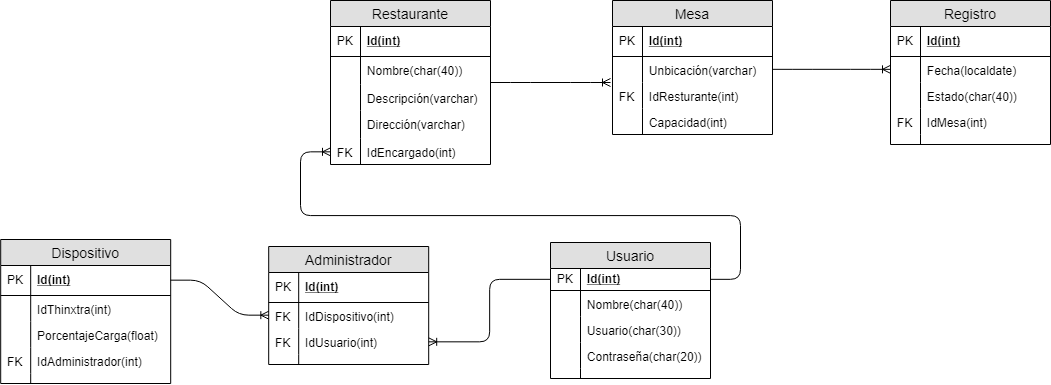 Restaurante
PK Id(int)
Nombre(char(40))
Descripción(varchar)
Dirección(varchar)
FK IdEncargado(int)
Mesa
PK Id(int)
Unbicación(varchar)
FK IdResturante(int)
Capacidad(int)
Registro
PK Id(int)
Fecha(localdate)
Estado(char(40))
FK IdMesa(int)
Dispositivo
PK Id(int)
IdThinxtra(int)
PorcentajeCarga(float)
FK IdAdministrador(int)
Administrador
PK Id(int)
FK IdDispositivo(int)
FK IdUsuario(int)
Usuario
PK Id(int)
Nombre(char(40))
Usuario(char(30))
Contraseña(char(20))